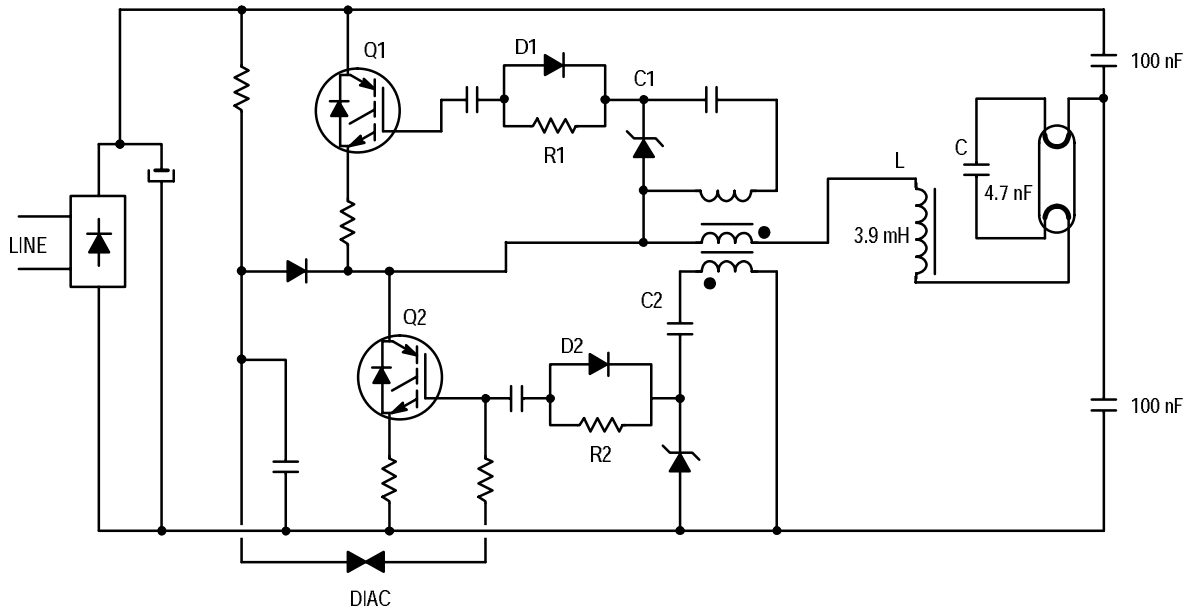 Q1
D1
C1
100 nF
R1
C
4.7 nF
L
LINE
3.9 mH
C2
Q2
D2
100 nF
R2
DIAC